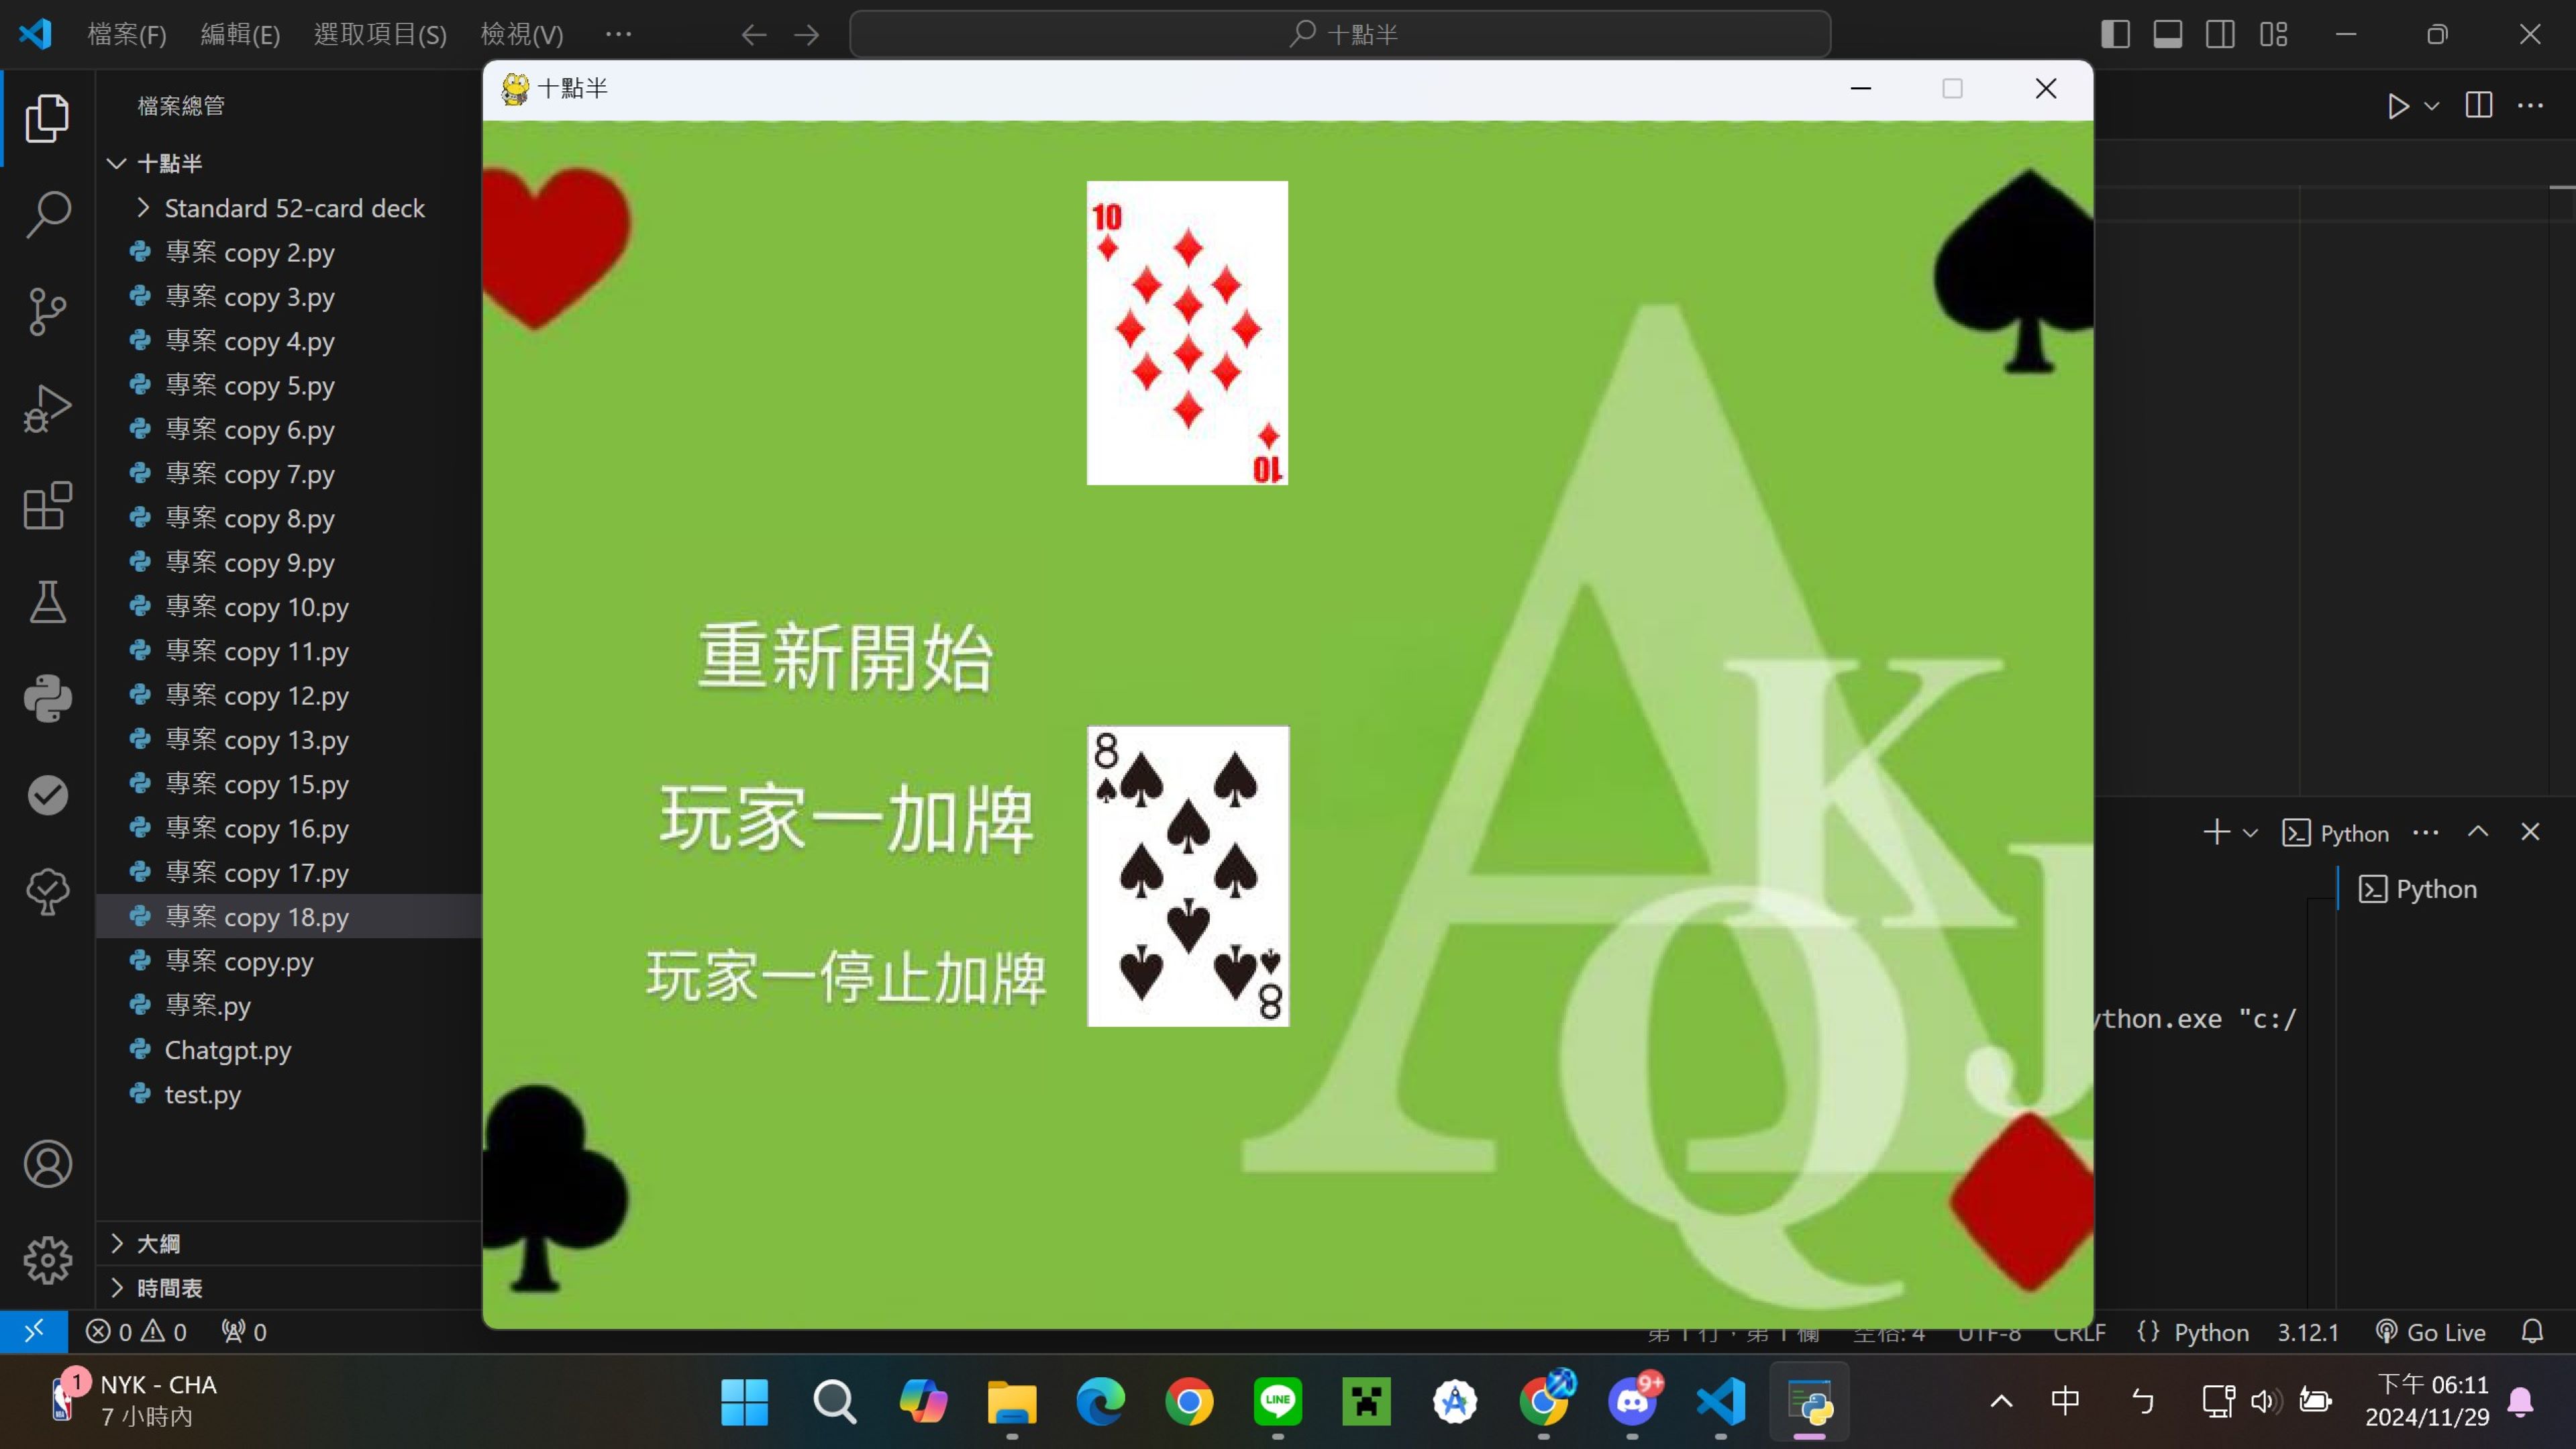 檔案(F) 編輯(E) 選取項目(S) 檢視(V) ···
十點半
檔案總管
十點半
Standard 52-card deck
專案 copy 2.py
專案 copy 3.py
專案 copy 4.py
專案 copy 5.py
專案 copy 6.py
專案 copy 7.py
專案 copy 8.py
專案 copy 9.py
專案 copy 10.py
專案 copy 11.py
專案 copy 12.py
專案 copy 13.py
專案 copy 15.py
專案 copy 16.py
專案 copy 17.py
專案 copy 18.py
專案 copy.py
專案.py
Chatgpt.py
test.py
大綱
時間表
十點半
10
10
重新開始
玩家一加牌
玩家一停止加牌
8
8
A
K
Q
J
Python
Python
ython.exe "c:/
0 0 0
第 1 行，第 1 欄 空格: 4 UTF-8 CRLF {} Python 3.12.1 Go Live
1
NYK - CHA
7 小時內
LINE
9+
中
ㄅ
下午 06:11
2024/11/29